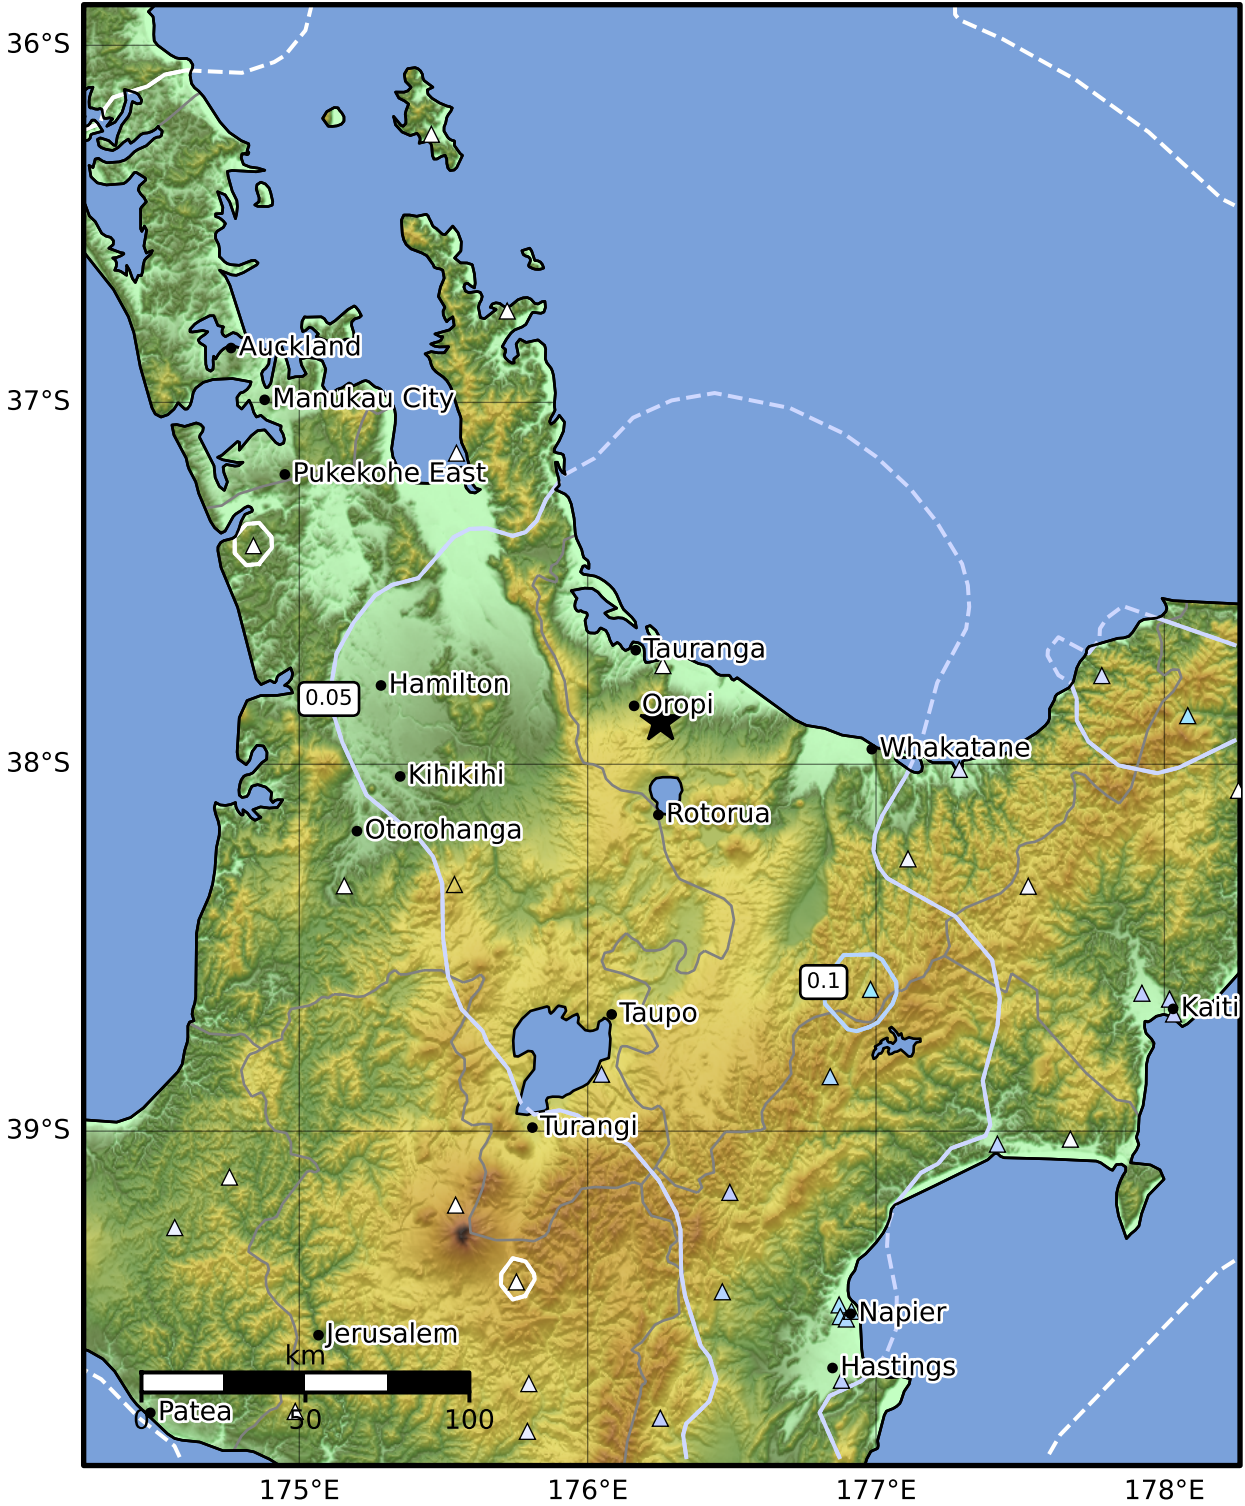 36°S
Auckland
37°S
Manukau City
Pukekohe East
Tauranga
Hamilton
0.05
Oropi
Whakatane
38°S
Kihikihi
Rotorua
Otorohanga
0.1
Taupo
Kaiti
39°S
Turangi
Napier
Jerusalem
km
Hastings
Patea
0 50 100
175°E 176°E 177°E 178°E